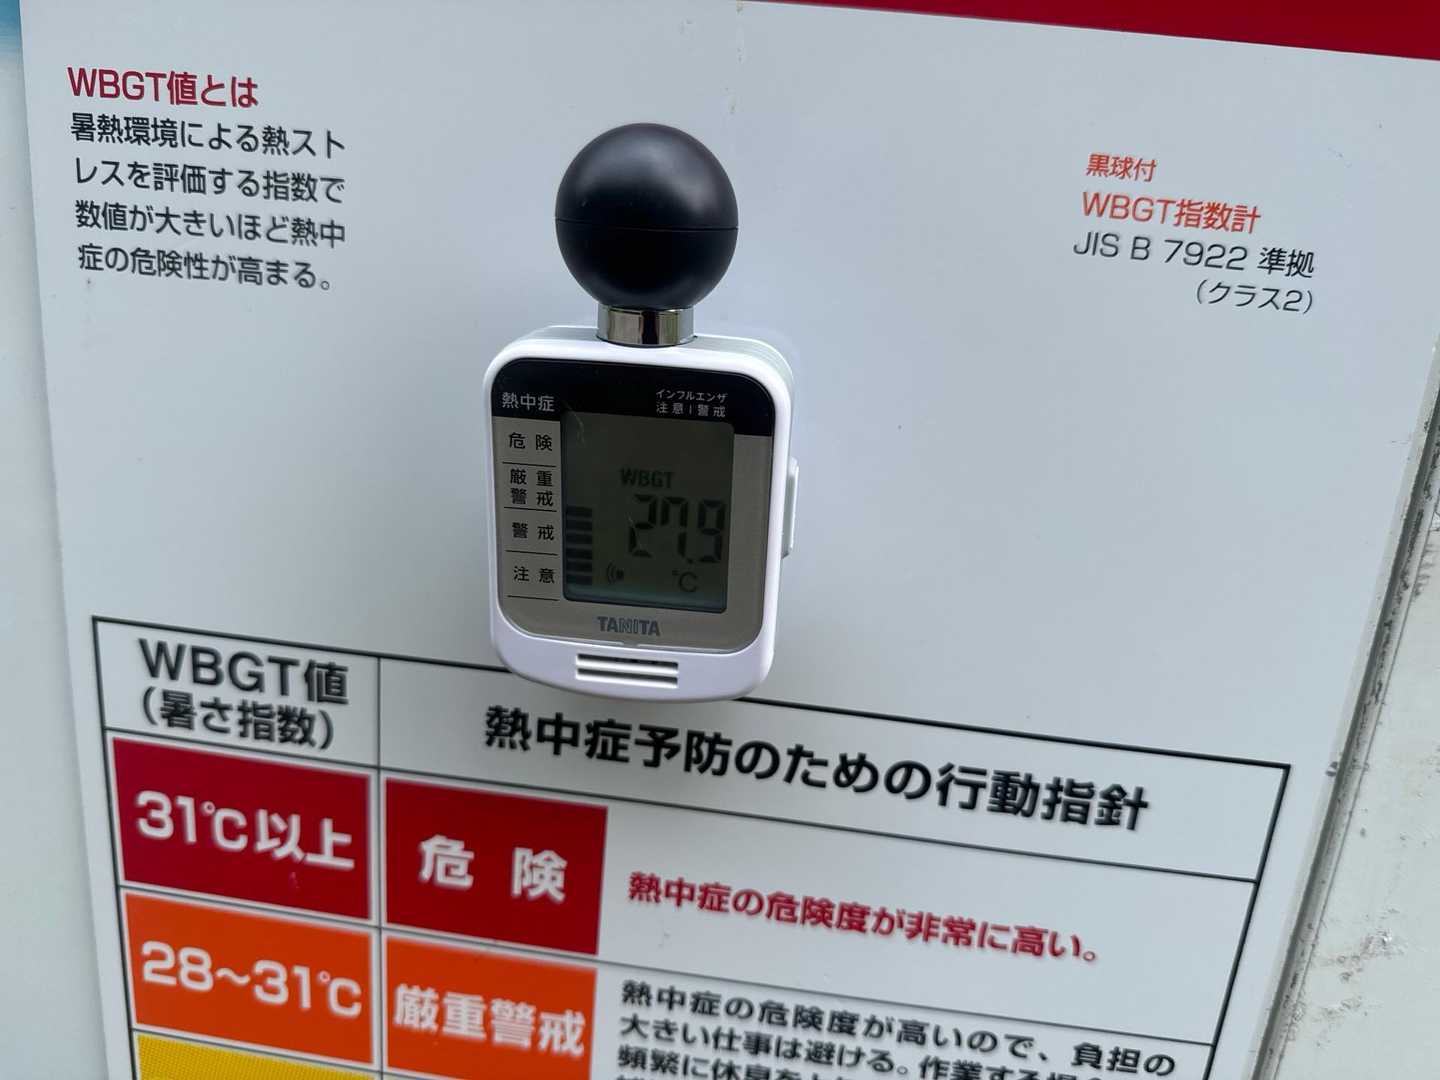 WBGT値とは
暑熱環境による熱スト
レスを評価する指数で
数値が大きいほど熱中
症の危険性が高まる。
黒球付
WBGT指数計
JIS B 7922 準拠
(クラス2)
熱中症
インフルエンザ
注意 | 警戒
危険
厳重
警戒
警戒
注意
WBGT
27.9
℃
TANITA
WBGT値
(暑さ指数)
熱中症予防のための行動指針
31℃以上
危険
熱中症の危険度が非常に高い。
28~31℃
厳重警戒
熱中症の危険度が高いので、負担の
大きい仕事は避ける。作業する場合
頻繁に休息を